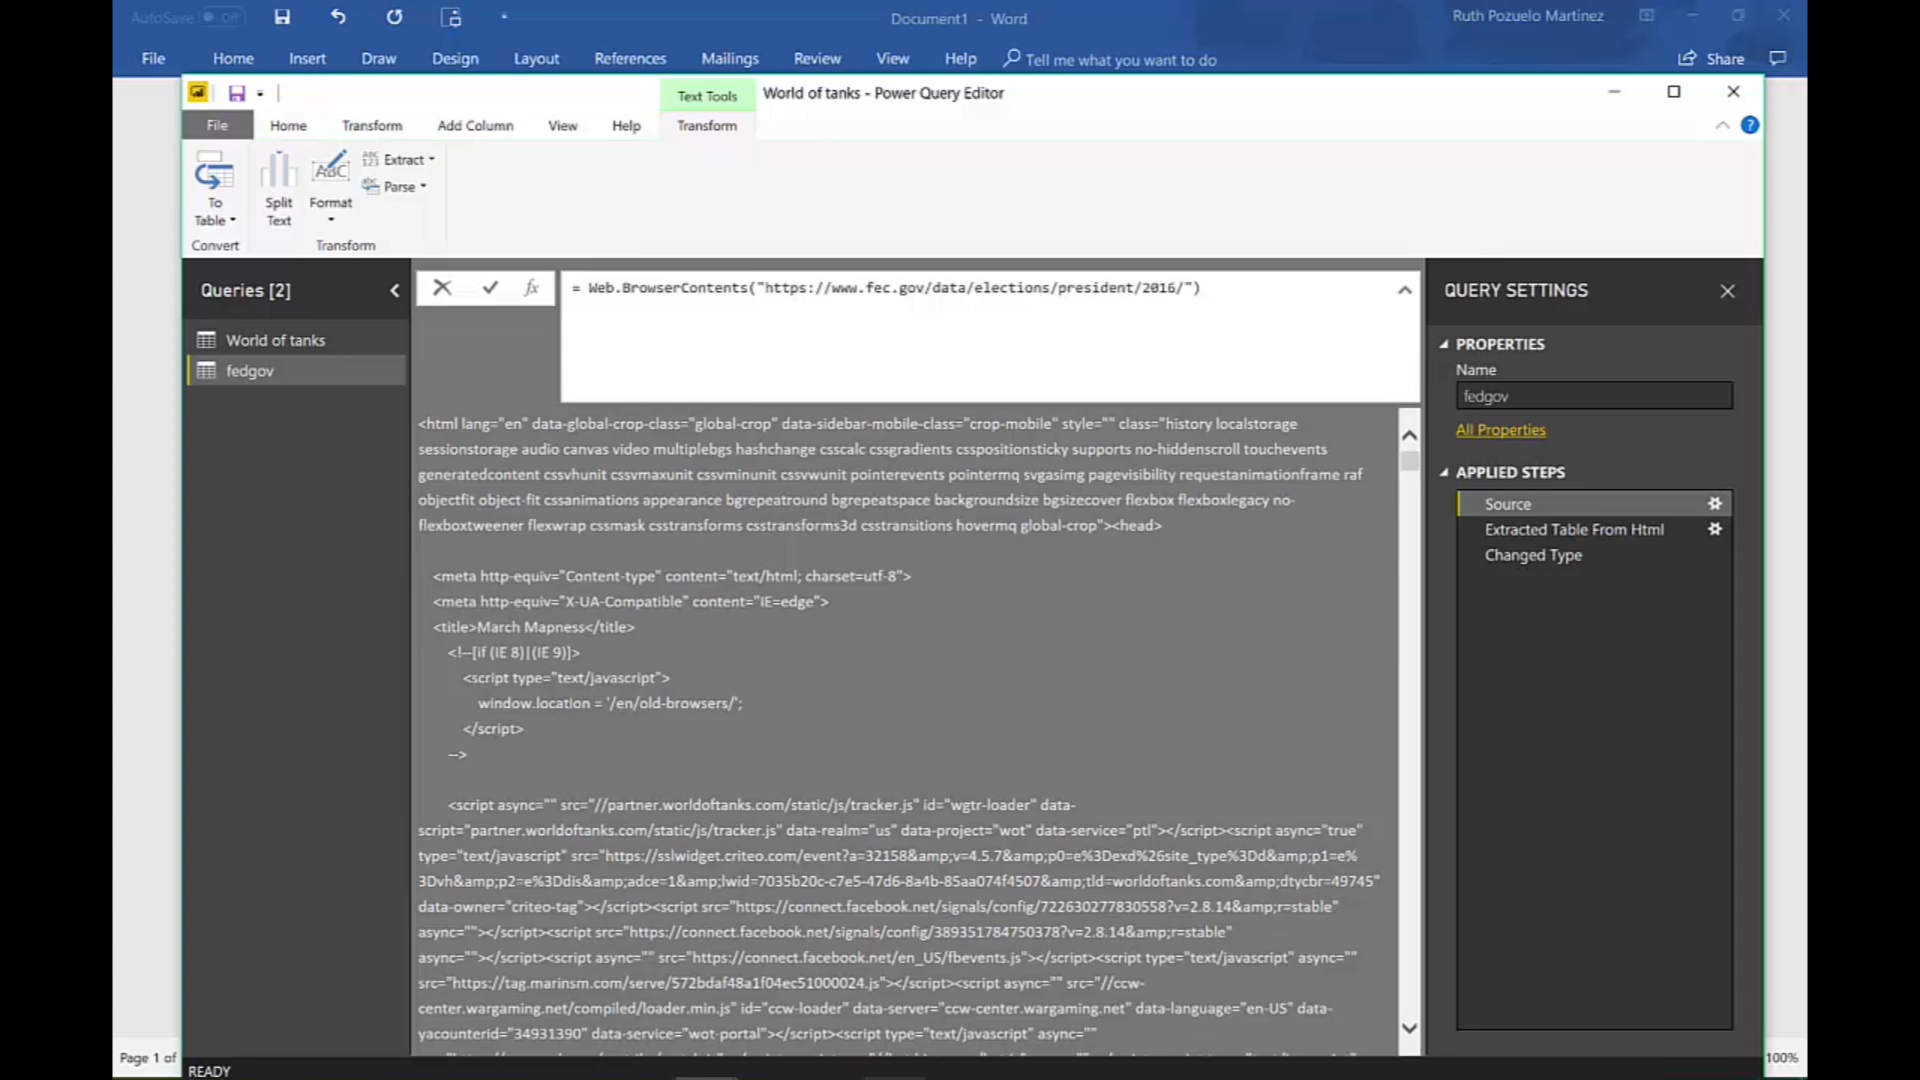 AutoSave Off
Document1 - Word
Ruth Pozuelo Martinez
File Home Insert Draw Design Layout References Mailings Review View Help Tell me what you want to do Share
Text Tools World of tanks - Power Query Editor
File Home Transform Add Column View Help Transform
To Table
Split Text
Format
Extract
Parse
Convert
Transform
Queries [2]
World of tanks
fedgov
fx
= Web.BrowserContents("https://www.fec.gov/data/elections/president/2016/")
<html lang="en" data-global-crop-class="global-crop" data-sidebar-mobile-class="crop-mobile" style="" class="history localstorage
sessionstorage audio canvas video multiplebgs hashchange csscalc cssgradients csspositionsticky supports no-hiddenscroll touchevents
generatedcontent cssvhunit cssvmaxunit cssvminunit cssvwunit pointerevents pointermq svgasimg pagevisibility requestanimationframe raf
objectfit object-fit cssanimations appearance bgrepeatround bgrepeatspace backgroundsize bgsizecover flexbox flexboxlegacy no-
flexboxtweener flexwrap cssmask csstransforms csstransforms3d csstransitions hovermq global-crop"><head>
<meta http-equiv="Content-type" content="text/html; charset=utf-8">
<meta http-equiv="X-UA-Compatible" content="IE=edge">
<title>March Mapness</title>
<!--[if (IE 8)|(IE 9)]>
<script type="text/javascript">
window.location = '/en/old-browsers/';
</script>
-->
<script async="" src="//partner.worldoftanks.com/static/js/tracker.js" id="wgtr-loader" data-
script="partner.worldoftanks.com/static/js/tracker.js" data-realm="us" data-project="wot" data-service="ptl"></script><script async="true"
type="text/javascript" src="https://sslwidget.criteo.com/event?a=32158&amp;v=4.5.7&amp;p0=e%3Dexd%26site_type%3Dd&amp;p1=e%
3Dvh&amp;p2=e%3Ddis&amp;adce=1&amp;lwid=7035b20c-c7e5-47d6-8a4b-85aa074f4507&amp;tld=worldoftanks.com&amp;dtycbr=49745"
data-owner="criteo-tag"></script><script src="https://connect.facebook.net/signals/config/722630277830558?v=2.8.14&amp;r=stable"
async=""></script><script src="https://connect.facebook.net/signals/config/389351784750378?v=2.8.14&amp;r=stable"
async=""></script><script async="" src="https://connect.facebook.net/en_US/fbevents.js"></script><script type="text/javascript" async=""
src="https://tag.marinsm.com/serve/572bdaf48a1f04ec51000024.js"></script><script async="" src="//ccw-
center.wargaming.net/compiled/loader.min.js" id="ccw-loader" data-server="ccw-center.wargaming.net" data-language="en-US" data-
yacounterid="34931390" data-service="wot-portal"></script><script type="text/javascript" async=""
QUERY SETTINGS
PROPERTIES
Name
fedgov
All Properties
APPLIED STEPS
Source
Extracted Table From Html
Changed Type
Page 1 of
100%
READY